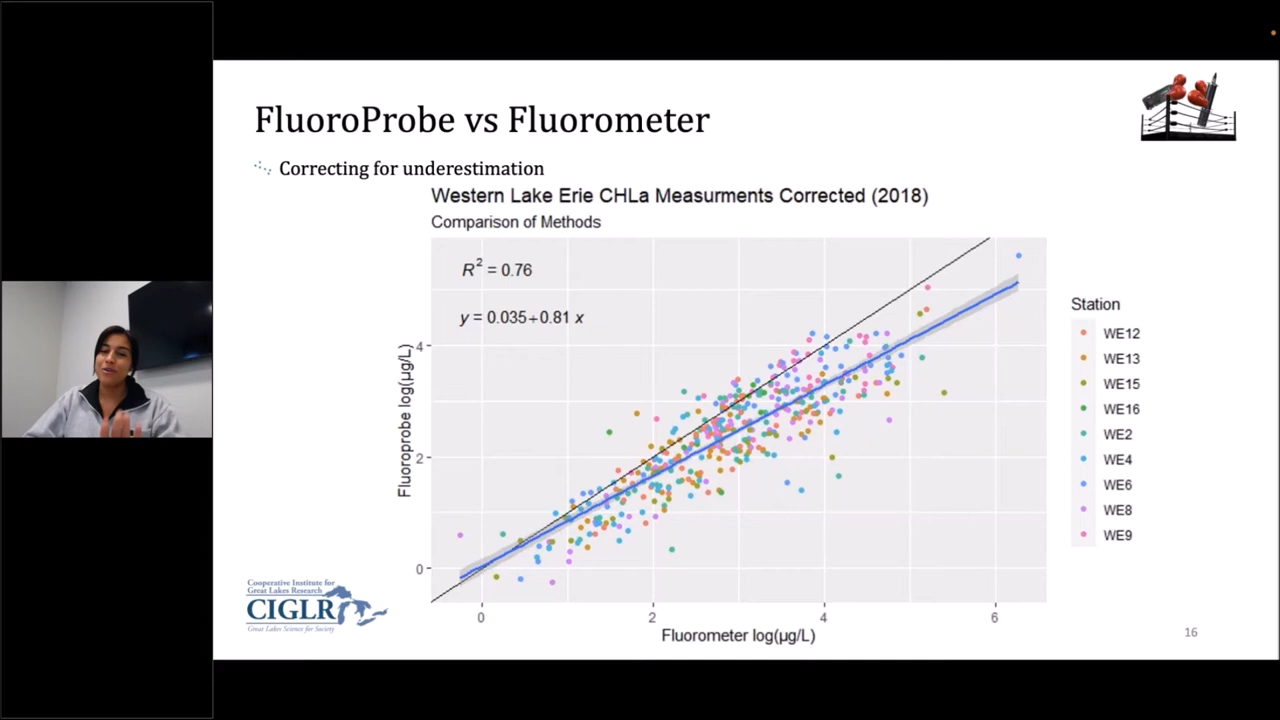 FluoroProbe vs Fluorometer
Correcting for underestimation
Western Lake Erie CHLa Measurments Corrected (2018)
Comparison of Methods
R² = 0.76
y = 0.035+0.81 x
Fluoroprobe log(µg/L)
4
2
0
0
2
4
6
Fluorometer log(µg/L)
Station
WE12
WE13
WE15
WE16
WE2
WE4
WE6
WE8
WE9
Cooperative Institute for
Great Lakes Research
CIGLR
Great Lakes Science for Society
16